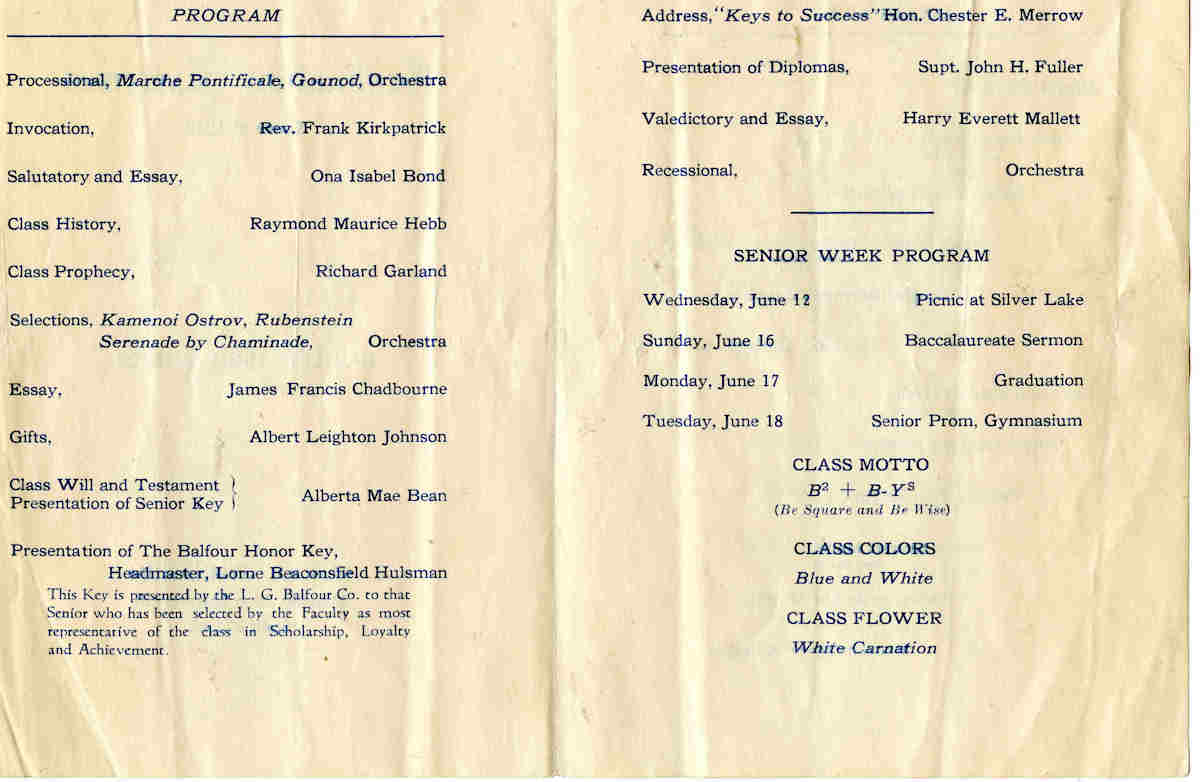 PROGRAM
Processional, Marche Pontificale, Gounod, Orchestra
Invocation, Rev. Frank Kirkpatrick
Salutatory and Essay, Ona Isabel Bond
Class History, Raymond Maurice Hebb
Class Prophecy, Richard Garland
Selections, Kamenoi Ostrov, Rubenstein
Serenade by Chaminade, Orchestra
Essay, James Francis Chadbourne
Gifts, Albert Leighton Johnson
Class Will and Testament
Presentation of Senior Key } Alberta Mae Bean
Presentation of The Balfour Honor Key,
Headmaster, Lorne Beaconsfield Hulsman
This Key is presented by the L. G. Balfour Co. to that
Senior who has been selected by the Faculty as most
representative of the class in Scholarship, Loyalty
and Achievement.
Address, "Keys to Success" Hon. Chester E. Merrow
Presentation of Diplomas, Supt. John H. Fuller
Valedictory and Essay, Harry Everett Mallett
Recessional, Orchestra
SENIOR WEEK PROGRAM
Wednesday, June 12 Picnic at Silver Lake
Sunday, June 16 Baccalaureate Sermon
Monday, June 17 Graduation
Tuesday, June 18 Senior Prom, Gymnasium
CLASS MOTTO
B² + B-Yˢ
(Be Square and Be Wise)
CLASS COLORS
Blue and White
CLASS FLOWER
White Carnation